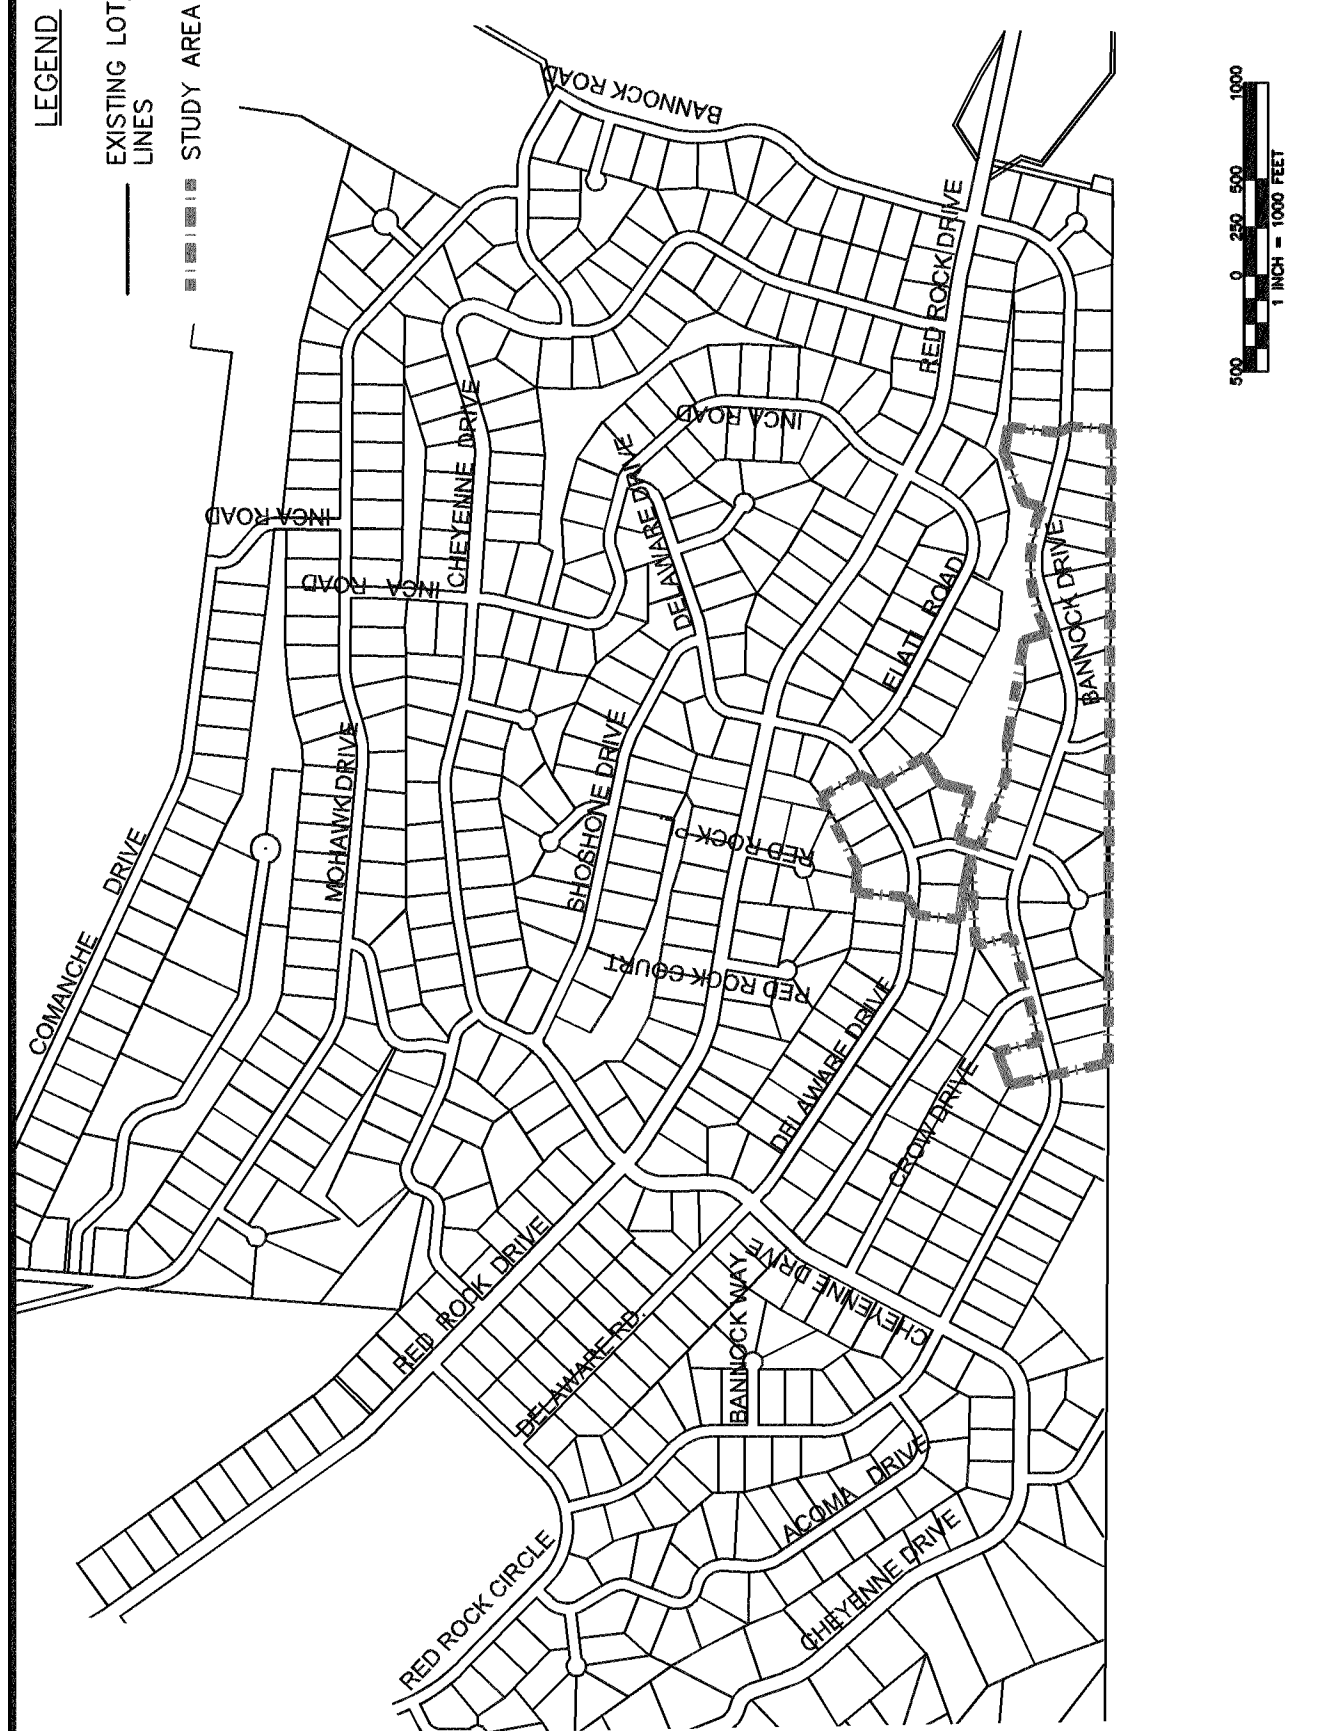 LEGEND
EXISTING LOT
LINES
STUDY AREA
BANNOCK ROAD
500 250 0 500 1000
1 INCH = 1000 FEET
RED ROCK DRIVE
INCA ROAD
INCA ROAD
INCA ROAD
CHEYENNE DRIVE
DELAWARE DRIVE
BANNOCK DRIVE
BANNOCK DRIVE
ELATI ROAD
MOHAWK DRIVE
SHOSHONE DRIVE
COMANCHE DRIVE
RED ROCK P
RED ROCK COURT
DELAWARE DRIVE
CROW DRIVE
RED ROCK DRIVE
CHEYENNE DRIVE
BANNOCK WAY
DELAWARE RD.
ACOMA DRIVE
CHEYENNE DRIVE
RED ROCK CIRCLE